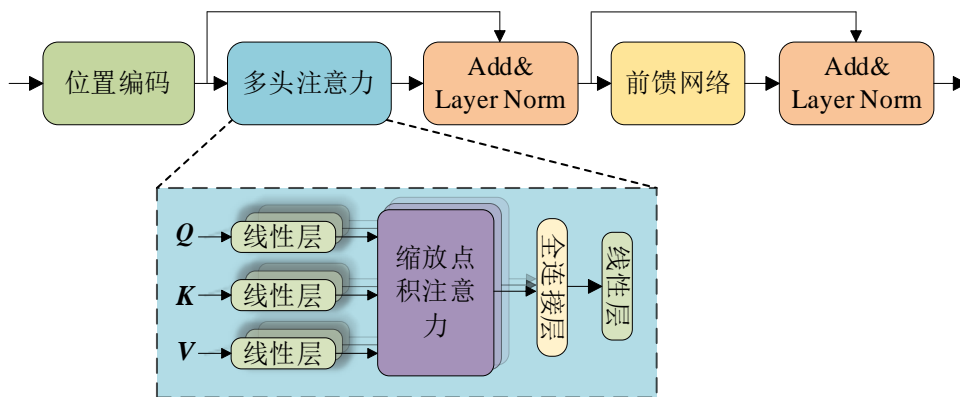 位置编码
多头注意力
Add&
Layer Norm
前馈网络
Add&
Layer Norm
Q
线性层
K
线性层
V
线性层
缩放点
积注意
力
全连接层
线性层